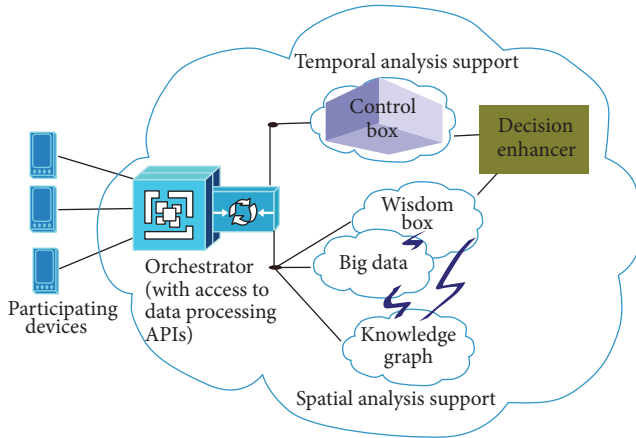 Temporal analysis support
Control
box
Decision
enhancer
Wisdom
box
Big data
Orchestrator
(with access to
data processing
APIs)
Participating
devices
Knowledge
graph
Spatial analysis support